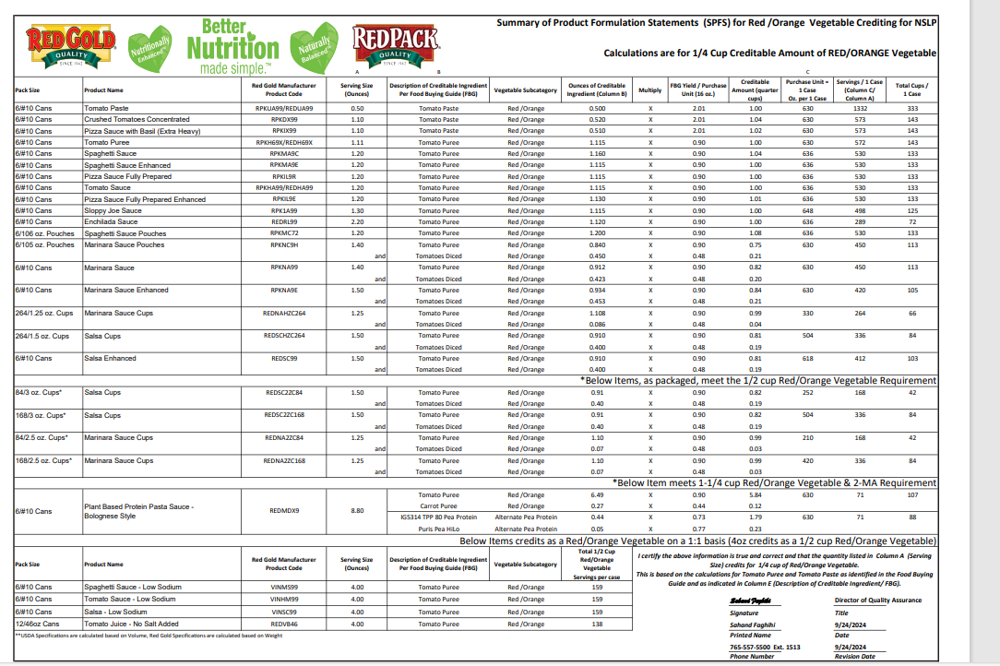 RED GOLD
QUALITY
SINCE 1942
Nutritionally Enhanced™
Better
Nutrition
made simple.™
Naturally Balanced™
REDPACK
QUALITY
SINCE 1942
Summary of Product Formulation Statements (SPFS) for Red /Orange Vegetable Crediting for NSLP
Calculations are for 1/4 Cup Creditable Amount of RED/ORANGE Vegetable
A B C
Pack Size Product Name Red Gold Manufacturer Product Code Serving Size (Ounces) Description of Creditable Ingredient Per Food Buying Guide (FBG) Vegetable Subcategory Ounces of Creditable Ingredient (Column B) Multiply FBG Yield / Purchase Unit (16 oz.) Creditable Amount (quarter cups) Purchase Unit = 1 Case Oz. per 1 Case Servings / 1 Case (Column C/ Column A) Total Cups / 1 Case
6/#10 Cans Tomato Paste RPKUA99/REDUA99 0.50 Tomato Paste Red /Orange 0.500 X 2.01 1.00 630 1332 333
6/#10 Cans Crushed Tomatoes Concentrated RPKDX99 1.10 Tomato Paste Red /Orange 0.520 X 2.01 1.04 630 573 143
6/#10 Cans Pizza Sauce with Basil (Extra Heavy) RPKIX99 1.10 Tomato Paste Red /Orange 0.510 X 2.01 1.02 630 573 143
6/#10 Cans Tomato Puree RPKH69X/REDH69X 1.11 Tomato Puree Red /Orange 1.115 X 0.90 1.00 630 572 143
6/#10 Cans Spaghetti Sauce RPKMA9C 1.20 Tomato Puree Red /Orange 1.160 X 0.90 1.04 636 530 133
6/#10 Cans Spaghetti Sauce Enhanced RPKMA9E 1.20 Tomato Puree Red /Orange 1.115 X 0.90 1.00 636 530 133
6/#10 Cans Pizza Sauce Fully Prepared RPKIL9R 1.20 Tomato Puree Red /Orange 1.115 X 0.90 1.00 636 530 133
6/#10 Cans Tomato Sauce RPKHA99/REDHA99 1.20 Tomato Puree Red /Orange 1.115 X 0.90 1.00 636 530 133
6/#10 Cans Pizza Sauce Fully Prepared Enhanced RPKIL9E 1.20 Tomato Puree Red /Orange 1.130 X 0.90 1.01 636 530 133
6/#10 Cans Sloppy Joe Sauce RPK1A99 1.30 Tomato Puree Red /Orange 1.115 X 0.90 1.00 648 498 125
6/#10 Cans Enchilada Sauce REDRL99 2.20 Tomato Puree Red /Orange 1.120 X 0.90 1.00 636 289 72
6/106 oz. Pouches Spaghetti Sauce Pouches RPKMC72 1.20 Tomato Puree Red /Orange 1.200 X 0.90 1.08 636 530 133
6/105 oz. Pouches Marinara Sauce Pouches RPKNC9H 1.40 Tomato Puree Red /Orange 0.840 X 0.90 0.75 630 450 113
and Tomatoes Diced Red /Orange 0.450 X 0.48 0.21
6/#10 Cans Marinara Sauce RPKNA99 1.40 Tomato Puree Red /Orange 0.912 X 0.90 0.82 630 450 113
and Tomatoes Diced Red /Orange 0.423 X 0.48 0.20
6/#10 Cans Marinara Sauce Enhanced RPKNA9E 1.50 Tomato Puree Red /Orange 0.934 X 0.90 0.84 630 420 105
and Tomatoes Diced Red /Orange 0.453 X 0.48 0.21
264/1.25 oz. Cups Marinara Sauce Cups REDNAHZC264 1.25 Tomato Puree Red /Orange 1.108 X 0.90 0.99 330 264 66
and Tomatoes Diced Red /Orange 0.086 X 0.48 0.04
264/1.5 oz. Cups Salsa Cups REDSCHZC264 1.50 Tomato Puree Red /Orange 0.910 X 0.90 0.81 504 336 84
and Tomatoes Diced Red /Orange 0.400 X 0.48 0.19
6/#10 Cans Salsa Enhanced REDSC99 1.50 Tomato Puree Red /Orange 0.910 X 0.90 0.81 618 412 103
and Tomatoes Diced Red /Orange 0.400 X 0.48 0.19
*Below Items, as packaged, meet the 1/2 cup Red/Orange Vegetable Requirement
84/3 oz. Cups* Salsa Cups REDSC2ZC84 1.50 Tomato Puree Red /Orange 0.91 X 0.90 0.82 252 168 42
and Tomatoes Diced Red /Orange 0.40 X 0.48 0.19
168/3 oz. Cups* Salsa Cups REDSC2ZC168 1.50 Tomato Puree Red /Orange 0.91 X 0.90 0.82 504 336 84
and Tomatoes Diced Red /Orange 0.40 X 0.48 0.19
84/2.5 oz. Cups* Marinara Sauce Cups REDNA2ZC84 1.25 Tomato Puree Red /Orange 1.10 X 0.90 0.99 210 168 42
and Tomatoes Diced Red /Orange 0.07 X 0.48 0.03
168/2.5 oz. Cups* Marinara Sauce Cups REDNA2ZC168 1.25 Tomato Puree Red /Orange 1.10 X 0.90 0.99 420 336 84
and Tomatoes Diced Red /Orange 0.07 X 0.48 0.03
*Below Item meets 1-1/4 cup Red/Orange Vegetable & 2-MA Requirement
6/#10 Cans Plant Based Protein Pasta Sauce - Bolognese Style REDMDX9 8.80 Tomato Puree Red /Orange 6.49 X 0.90 5.84 630 71 107
Carrot Puree Red /Orange 0.27 X 0.44 0.12
IG5314 TPP 80 Pea Protein Alternate Pea Protein 0.44 X 0.73 1.79 630 71 88
Puris Pea HiLo Alternate Pea Protein 0.05 X 0.77 0.23
Below Items credits as a Red/Orange Vegetable on a 1:1 basis (4oz credits as a 1/2 cup Red/Orange Vegetable)
Pack Size Product Name Red Gold Manufacturer Product Code Serving Size (Ounces) Description of Creditable Ingredient Per Food Buying Guide (FBG) Vegetable Subcategory Total 1/2 Cup Red/Orange Vegetable Servings per case
6/#10 Cans Spaghetti Sauce - Low Sodium VINMS99 4.00 Tomato Puree Red /Orange 159
6/#10 Cans Tomato Sauce - Low Sodium VINHM99 4.00 Tomato Puree Red /Orange 159
6/#10 Cans Salsa - Low Sodium VINSC99 4.00 Tomato Puree Red /Orange 159
12/46oz Cans Tomato Juice - No Salt Added REDVB46 4.00 Tomato Puree Red /Orange 138
**USDA Specifications are calculated based on Volume, Red Gold Specifications are calculated based on Weight
I certify the above information is true and correct and that the quantity listed in Column A (Serving
Size) credits for 1/4 cup of Red/Orange Vegetable.
This is based on the calculations for Tomato Puree and Tomato Paste as identified in the Food Buying
Guide and as indicated in Column E (Description of Creditable Ingredient/ FBG).
Sohand Faghihi Director of Quality Assurance
Signature Title
Sohand Faghihi 9/24/2024
Printed Name Date
765-557-5500 Ext. 1513 9/24/2024
Phone Number Revision Date